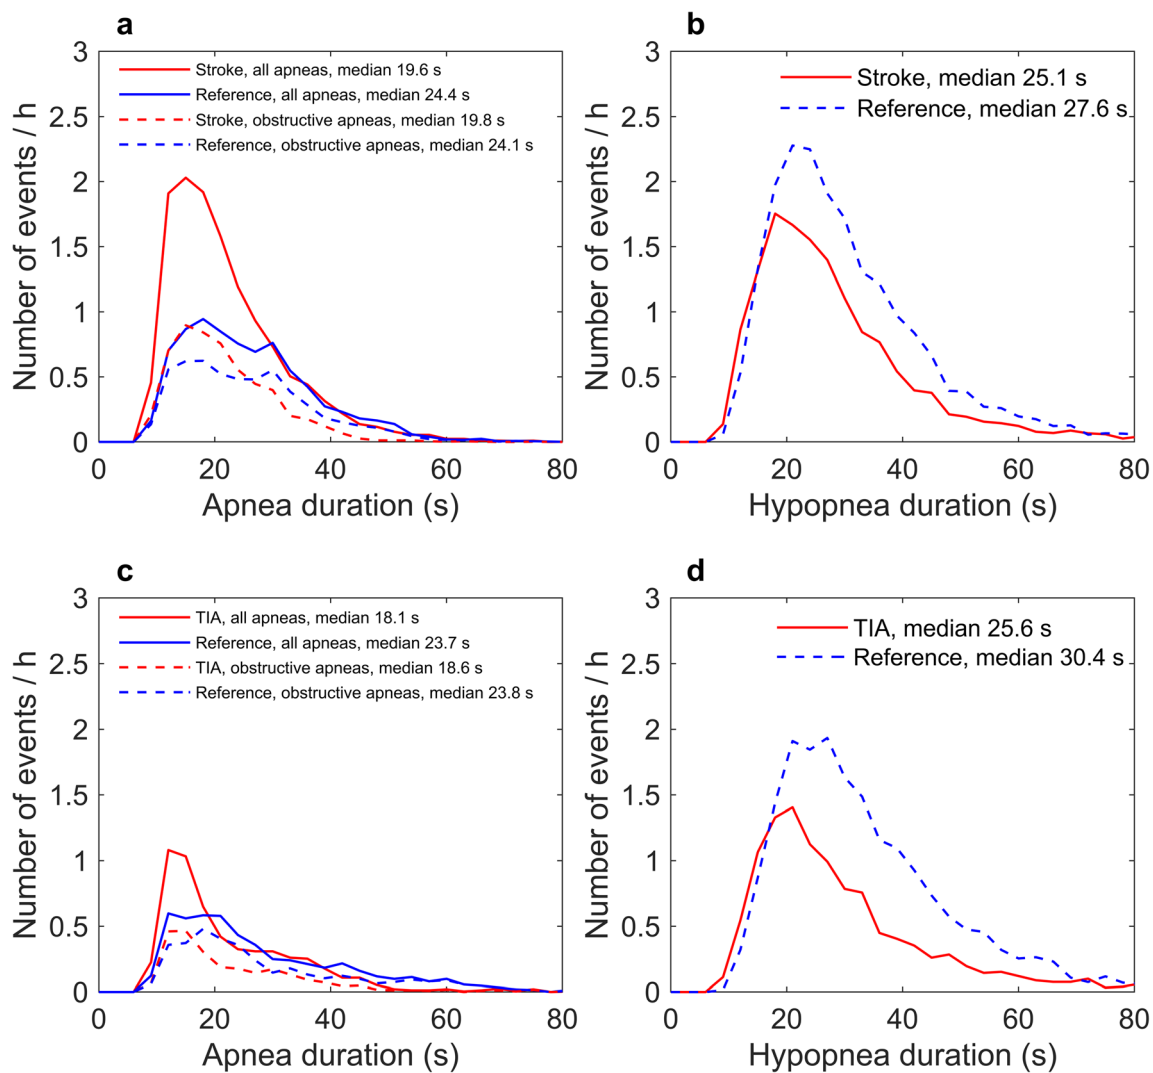 a
3
2.5
2
1.5
1
0.5
0
Number of events / h
Stroke, all apneas, median 19.6 s
Reference, all apneas, median 24.4 s
Stroke, obstructive apneas, median 19.8 s
Reference, obstructive apneas, median 24.1 s
0 20 40 60 80
Apnea duration (s)
b
3
2.5
2
1.5
1
0.5
0
Number of events / h
Stroke, median 25.1 s
Reference, median 27.6 s
0 20 40 60 80
Hypopnea duration (s)
c
3
2.5
2
1.5
1
0.5
0
Number of events / h
TIA, all apneas, median 18.1 s
Reference, all apneas, median 23.7 s
TIA, obstructive apneas, median 18.6 s
Reference, obstructive apneas, median 23.8 s
0 20 40 60 80
Apnea duration (s)
d
3
2.5
2
1.5
1
0.5
0
Number of events / h
TIA, median 25.6 s
Reference, median 30.4 s
0 20 40 60 80
Hypopnea duration (s)